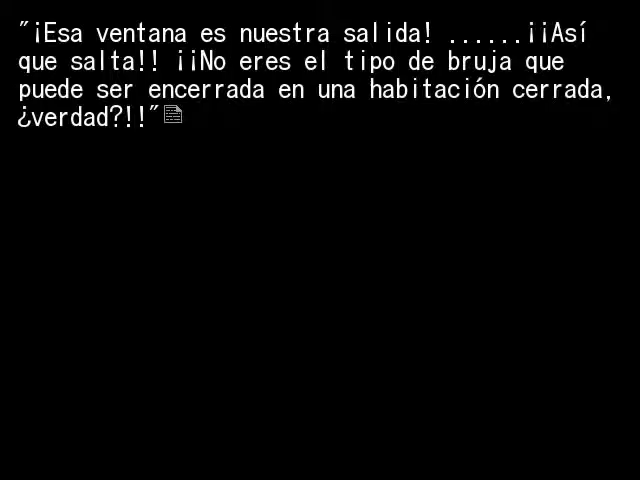 "¡Esa ventana es nuestra salida! ......¡¡Así
que salta!! ¡¡No eres el tipo de bruja que
puede ser encerrada en una habitación cerrada,
¿verdad?!!"